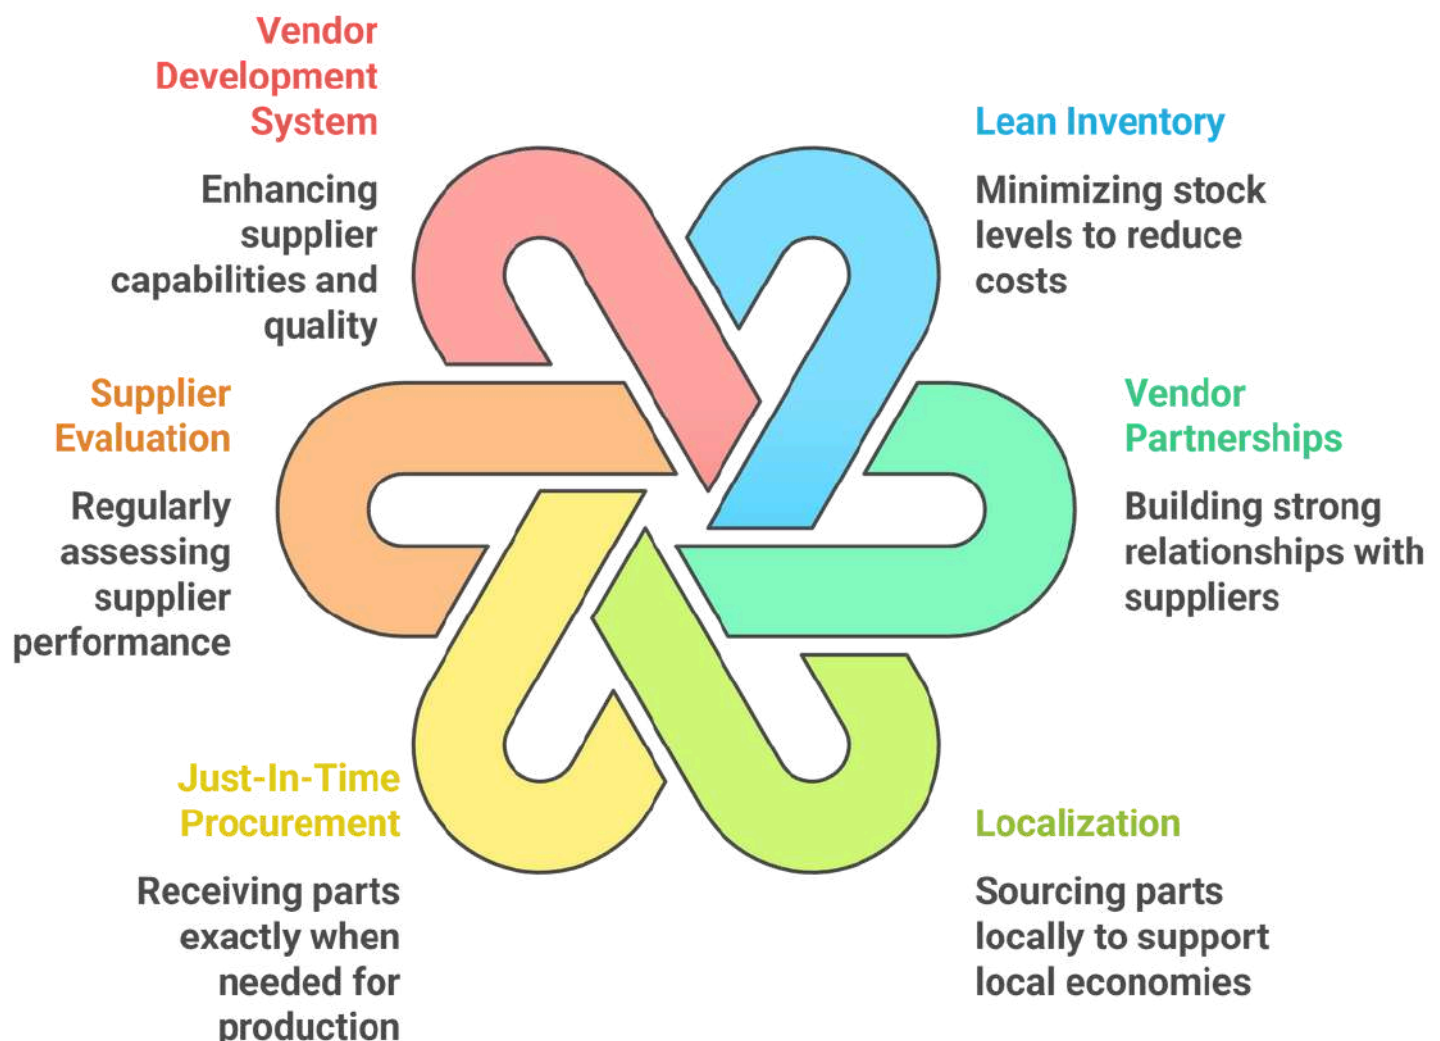 Vendor
Development
System
Enhancing
supplier
capabilities and
quality
Lean Inventory
Minimizing stock
levels to reduce
costs
Supplier
Evaluation
Regularly
assessing
supplier
performance
Vendor
Partnerships
Building strong
relationships with
suppliers
Just-In-Time
Procurement
Receiving parts
exactly when
needed for
production
Localization
Sourcing parts
locally to support
local economies